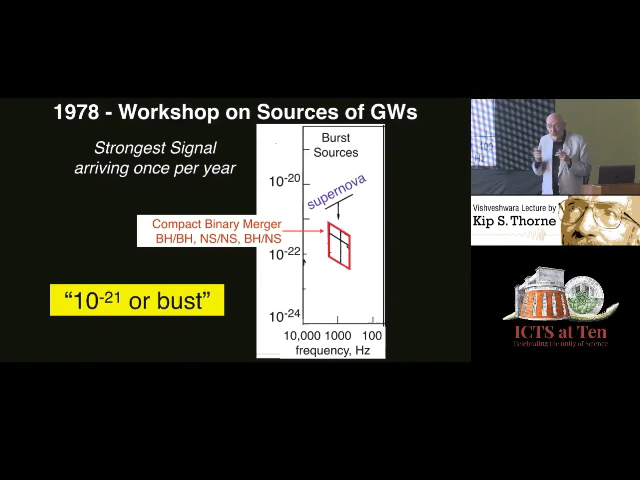 1978 - Workshop on Sources of GWs
Strongest Signal
arriving once per year
Burst
Sources
10-20
supernova
Compact Binary Merger
BH/BH, NS/NS, BH/NS
10-22
“10-21 or bust”
10-24
10,000 1000 100
frequency, Hz
Vishveshwara Lecture by
Kip S. Thorne
ICTS at Ten
Celebrating the unity of Science